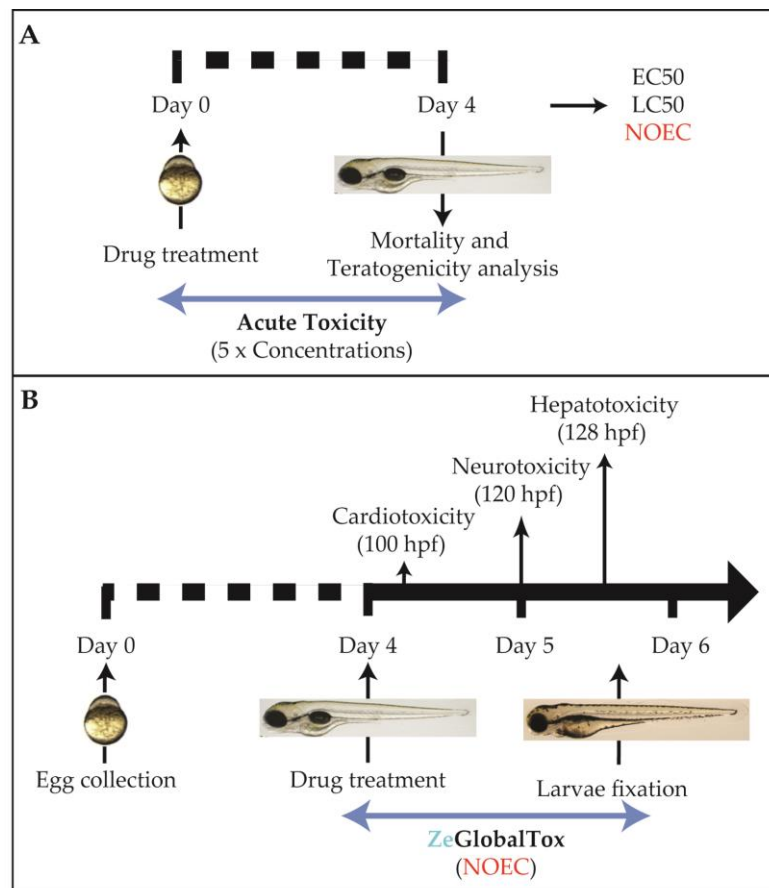 A
Day 0
Day 4
EC50
LC50
NOEC
Drug treatment
Mortality and
Teratogenicity analysis
Acute Toxicity
(5 x Concentrations)
B
Hepatotoxicity
(128 hpf)
Neurotoxicity
(120 hpf)
Cardiotoxicity
(100 hpf)
Day 0
Day 4
Day 5
Day 6
Egg collection
Drug treatment
Larvae fixation
ZeGlobalTox
(NOEC)